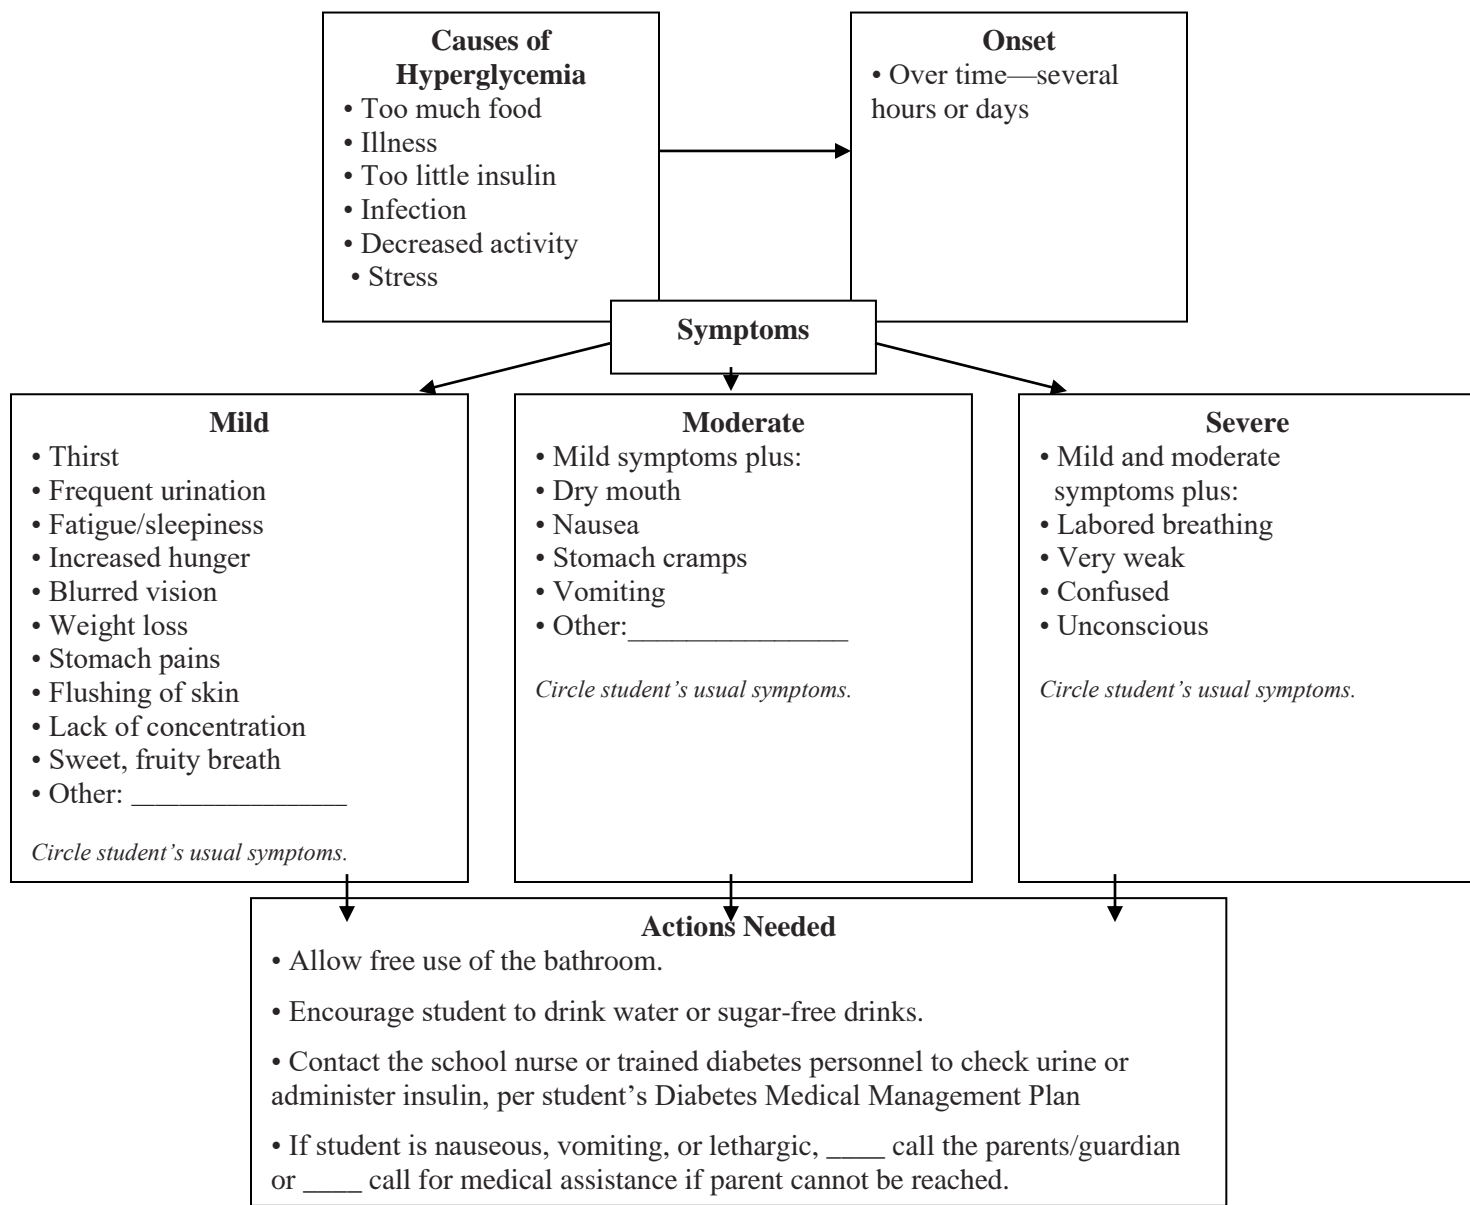 Causes of
Hyperglycemia
• Too much food
• Illness
• Too little insulin
• Infection
• Decreased activity
• Stress
Onset
• Over time—several
hours or days
Symptoms
Mild
• Thirst
• Frequent urination
• Fatigue/sleepiness
• Increased hunger
• Blurred vision
• Weight loss
• Stomach pains
• Flushing of skin
• Lack of concentration
• Sweet, fruity breath
• Other: _______________
Circle student’s usual symptoms.
Moderate
• Mild symptoms plus:
• Dry mouth
• Nausea
• Stomach cramps
• Vomiting
• Other:_______________
Circle student’s usual symptoms.
Severe
• Mild and moderate
symptoms plus:
• Labored breathing
• Very weak
• Confused
• Unconscious
Circle student’s usual symptoms.
Actions Needed
• Allow free use of the bathroom.
• Encourage student to drink water or sugar-free drinks.
• Contact the school nurse or trained diabetes personnel to check urine or
administer insulin, per student’s Diabetes Medical Management Plan
• If student is nauseous, vomiting, or lethargic, ____ call the parents/guardian
or ____ call for medical assistance if parent cannot be reached.